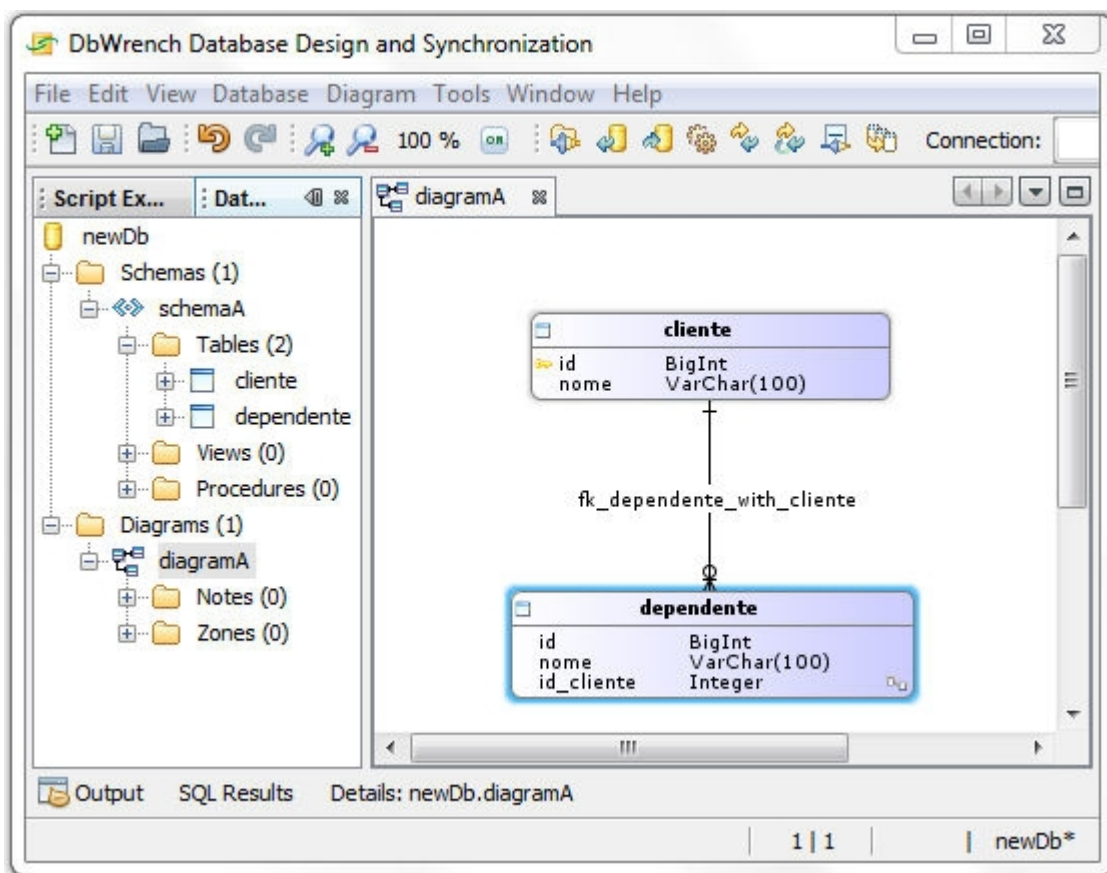 DbWrench Database Design and Synchronization
File Edit View Database Diagram Tools Window Help
100 % ON Connection:
Script Ex... Dat... diagramA
newDb
Schemas (1)
schemaA
Tables (2)
cliente
dependente
Views (0)
Procedures (0)
Diagrams (1)
diagramA
Notes (0)
Zones (0)
cliente
id BigInt
nome VarChar(100)
fk_dependente_with_cliente
dependente
id BigInt
nome VarChar(100)
id_cliente Integer
Output SQL Results Details: newDb.diagramA
1 | 1 | newDb*